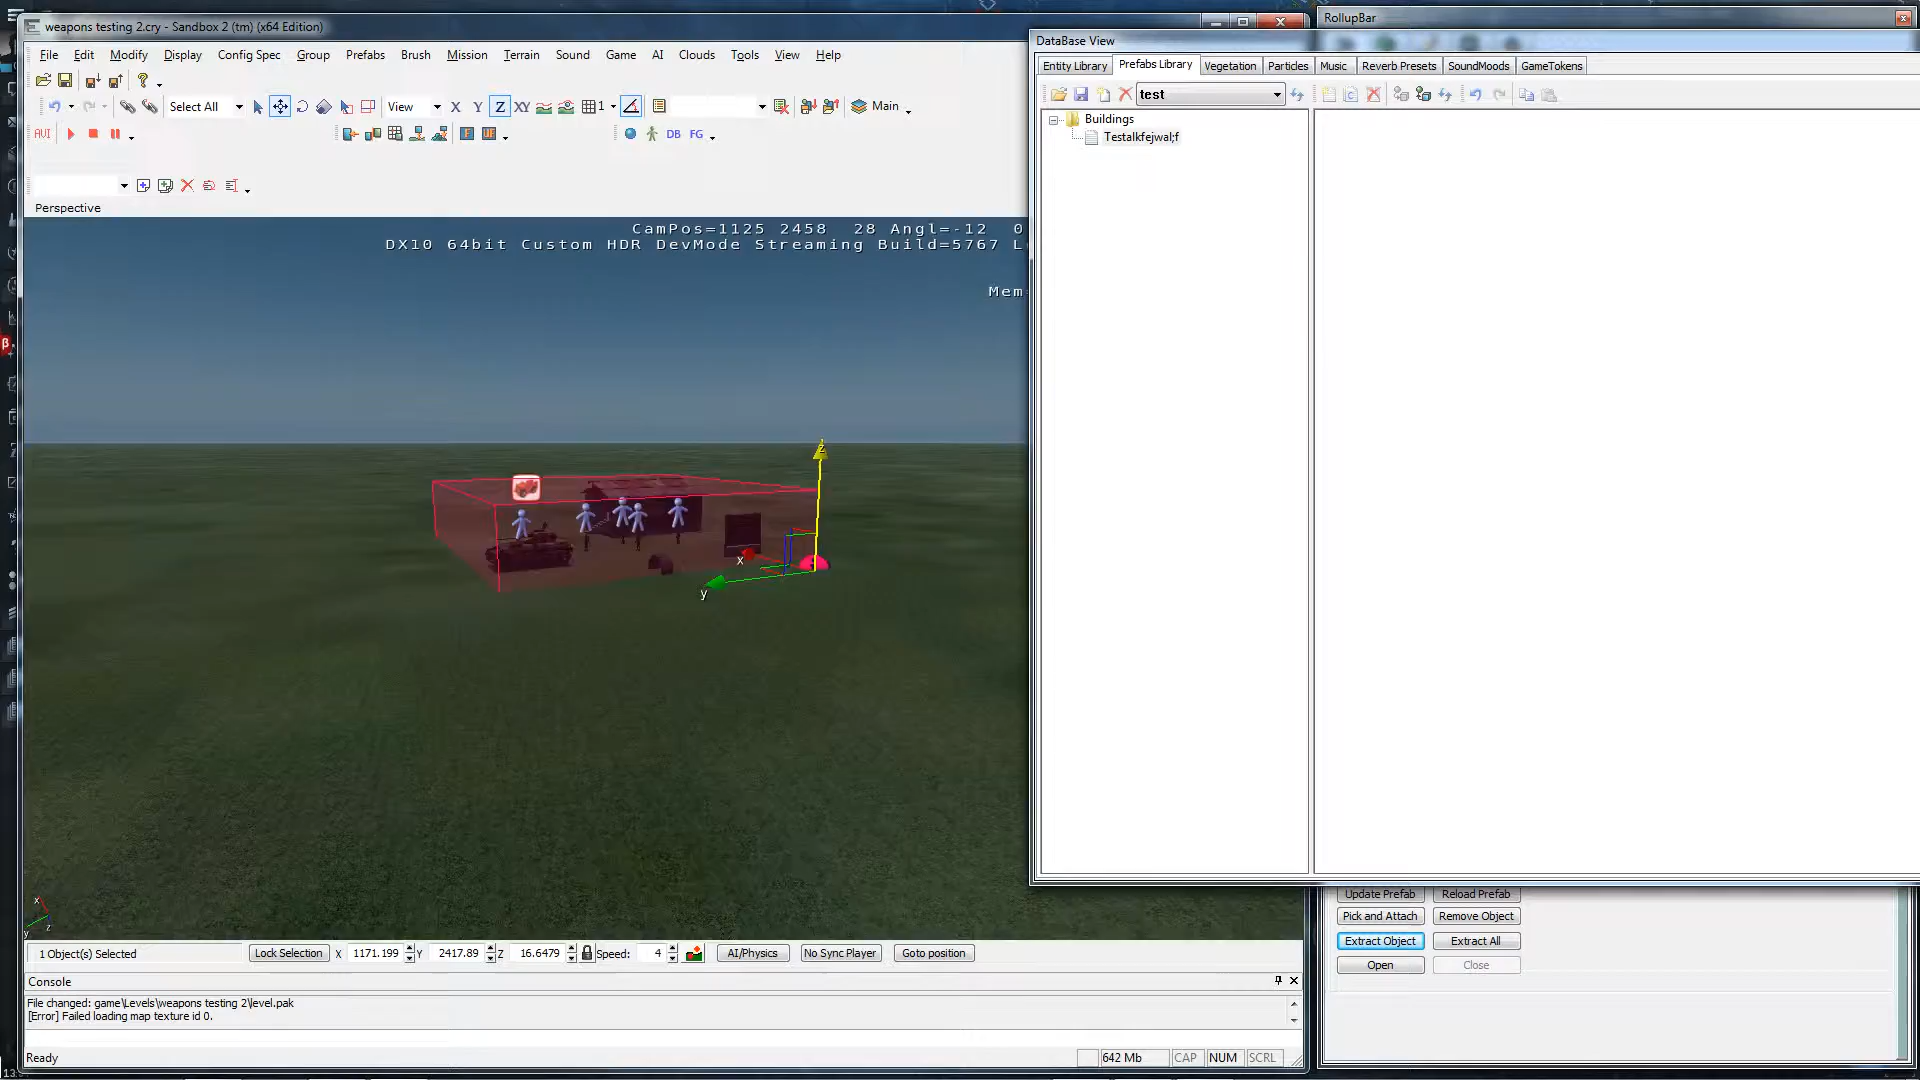 weapons testing 2.cry - Sandbox 2 (tm) (x64 Edition)
File Edit Modify Display Config Spec Group Prefabs Brush Mission Terrain Sound Game AI Clouds Tools View Help
Select All View X Y Z XY 1 Main
AVI F UF DB FG
Perspective
CamPos=1125 2458 28 Angl=-12 0
DX10 64bit Custom HDR DevMode Streaming Build=5767 L
Mem
z
x
y
x
y z
1 Object(s) Selected Lock Selection X 1171.199 Y 2417.89 Z 16.6479 Speed: 4 AI/Physics No Sync Player Goto position
Console
File changed: game\Levels\weapons testing 2\level.pak
[Error] Failed loading map texture id 0.
Ready 642 Mb CAP NUM SCRL
RollupBar
DataBase View
Entity Library Prefabs Library Vegetation Particles Music Reverb Presets SoundMoods GameTokens
test
Buildings
Testalkfejwal;f
Update Prefab Reload Prefab
Pick and Attach Remove Object
Extract Object Extract All
Open Close
β